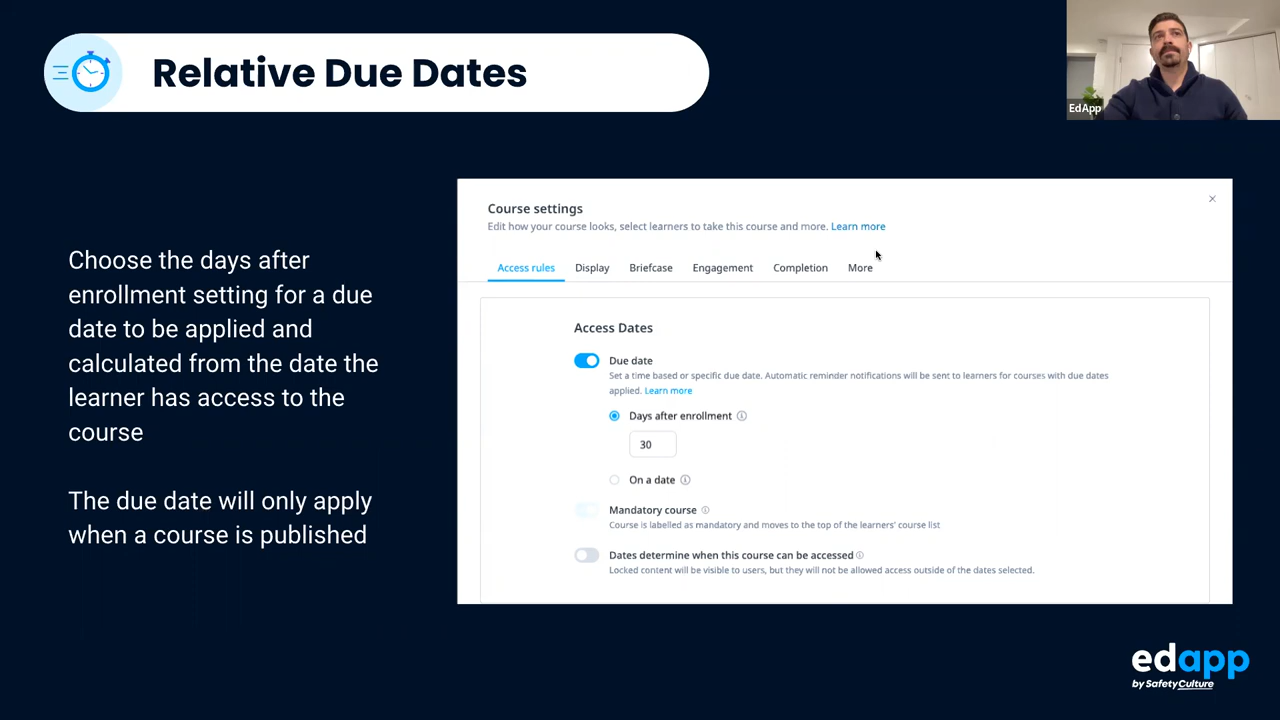 Relative Due Dates
EdApp
Choose the days after
enrollment setting for a due
date to be applied and
calculated from the date the
learner has access to the
course
The due date will only apply
when a course is published
Course settings
Edit how your course looks, select learners to take this course and more. Learn more
Access rules Display Briefcase Engagement Completion More
Access Dates
Due date
Set a time based or specific due date. Automatic reminder notifications will be sent to learners for courses with due dates
applied. Learn more
Days after enrollment
30
On a date
Mandatory course
Course is labelled as mandatory and moves to the top of the learners' course list
Dates determine when this course can be accessed
Locked content will be visible to users, but they will not be allowed access outside of the dates selected.
edapp
by SafetyCulture